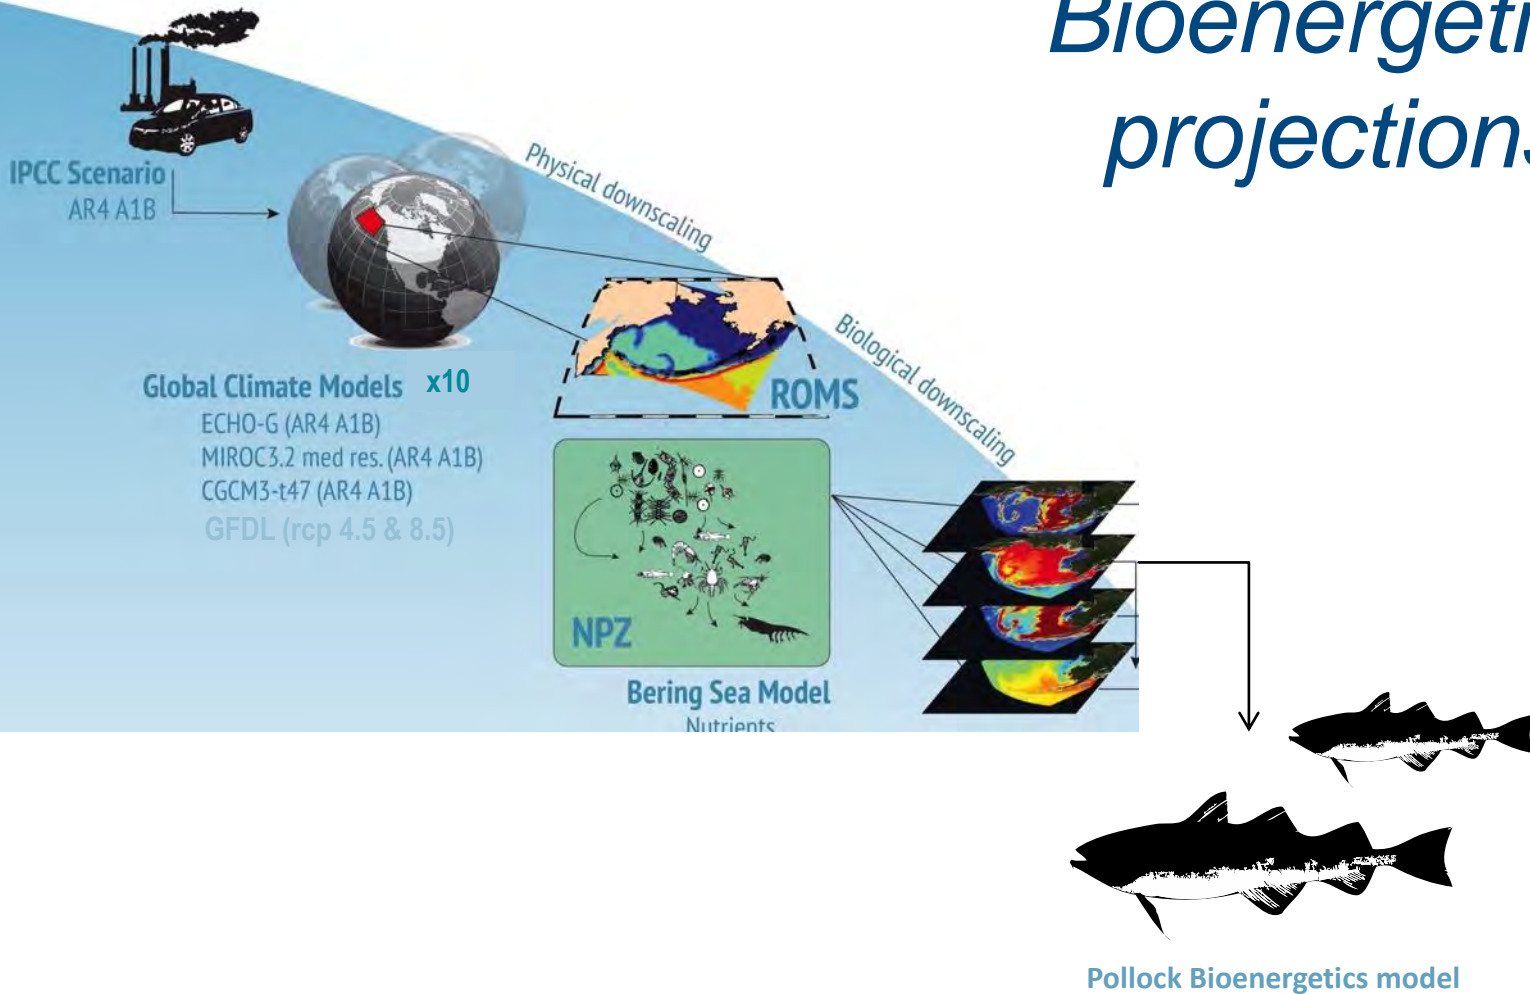 Bioenergeti
projections
IPCC Scenario
AR4 A1B
Physical downscaling
Biological downscaling
Global Climate Models x10
ECHO-G (AR4 A1B)
MIROC3.2 med res. (AR4 A1B)
CGCM3-t47 (AR4 A1B)
GFDL (rcp 4.5 & 8.5)
ROMS
NPZ
Bering Sea Model
Nutrients
Pollock Bioenergetics model